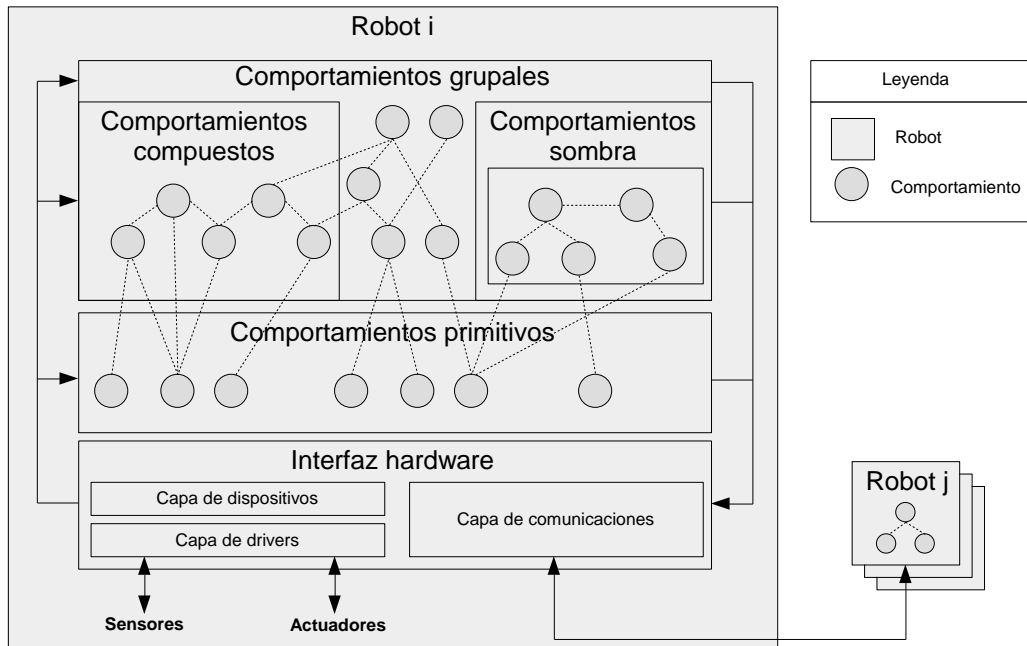 Robot i
Comportamientos grupales
Comportamientos
compuestos
Comportamientos
sombra
Comportamientos primitivos
Interfaz hardware
Capa de dispositivos
Capa de drivers
Capa de comunicaciones
Sensores
Actuadores
Leyenda
Robot
Comportamiento
Robot j